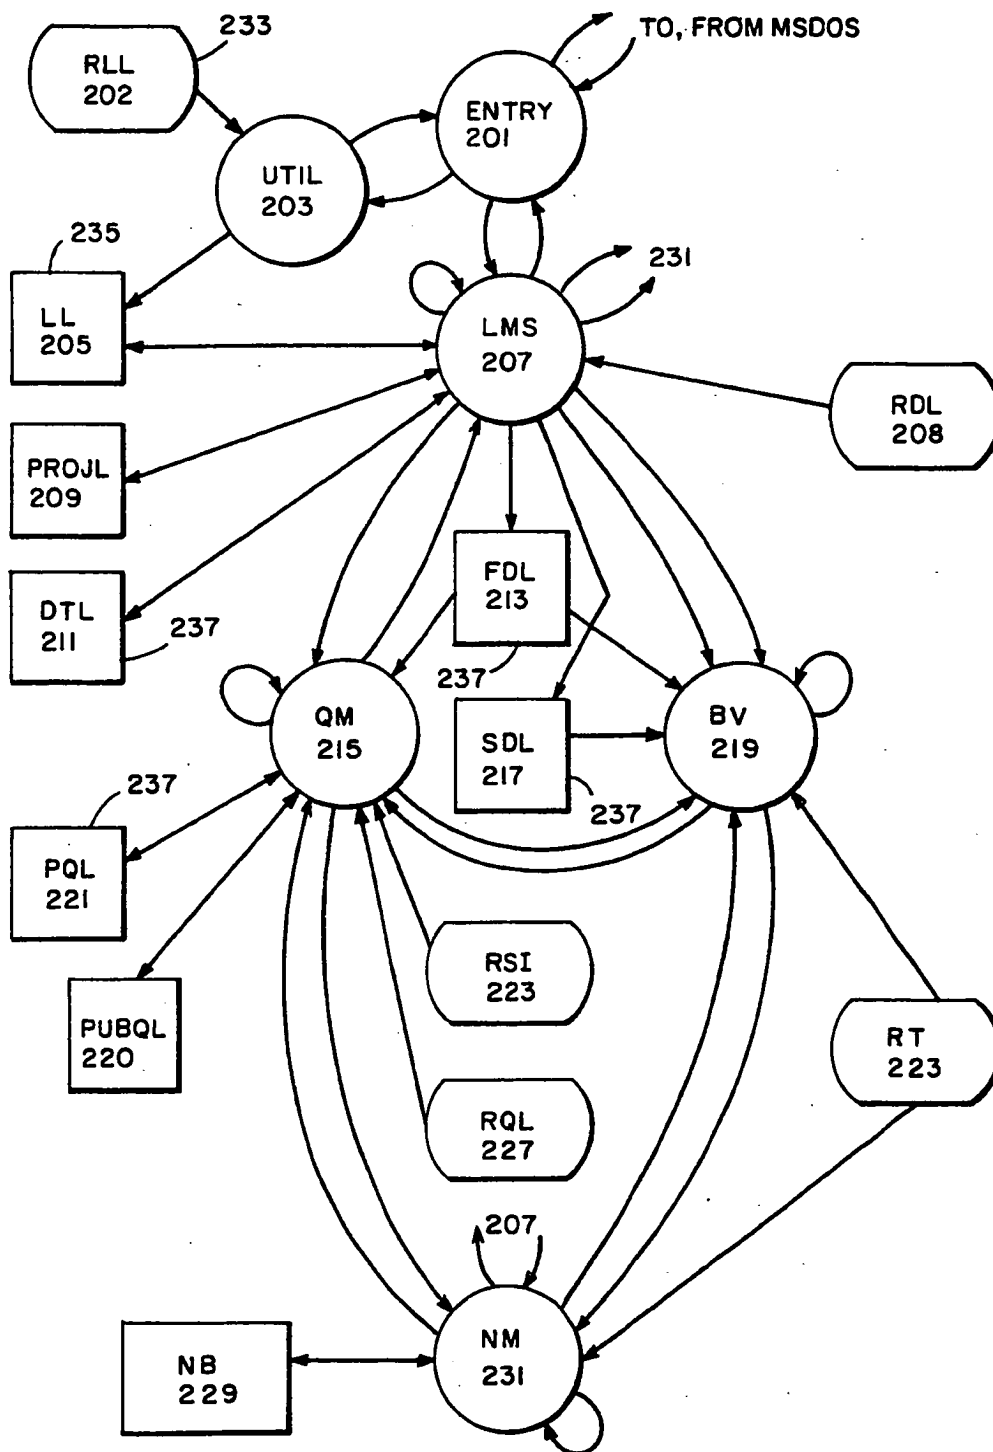 233
TO, FROM MSDOS
RLL
202
ENTRY
201
UTIL
203
235
231
LL
205
LMS
207
RDL
208
PROJL
209
FDL
213
DTL
211
237
237
QM
215
BV
219
SDL
217
237
237
PQL
221
RSI
223
PUBQL
220
RT
223
RQL
227
207
NM
231
NB
229